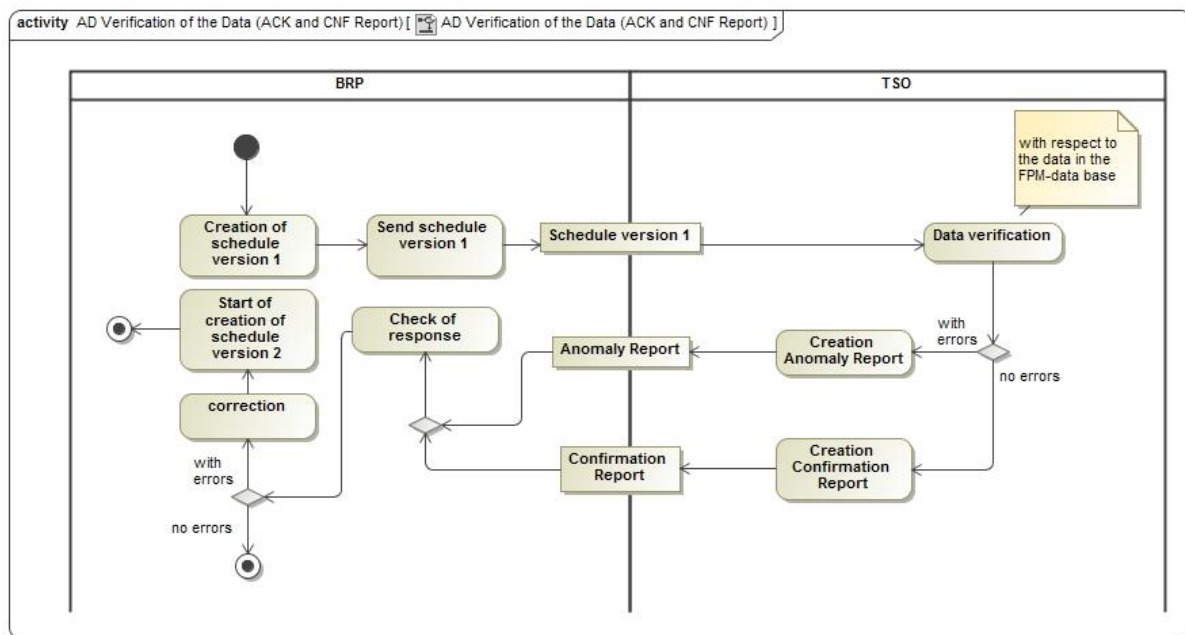 activity AD Verification of the Data (ACK and CNF Report) [ AD Verification of the Data (ACK and CNF Report) ]
BRP
TSO
with respect to
the data in the
FPM-data base
Creation of
schedule
version 1
Send schedule
version 1
Schedule version 1
Data verification
Start of
creation of
schedule
version 2
Check of
response
Anomaly Report
Creation
Anomaly Report
with
errors
no errors
correction
Confirmation
Report
Creation
Confirmation
Report
with
errors
no errors